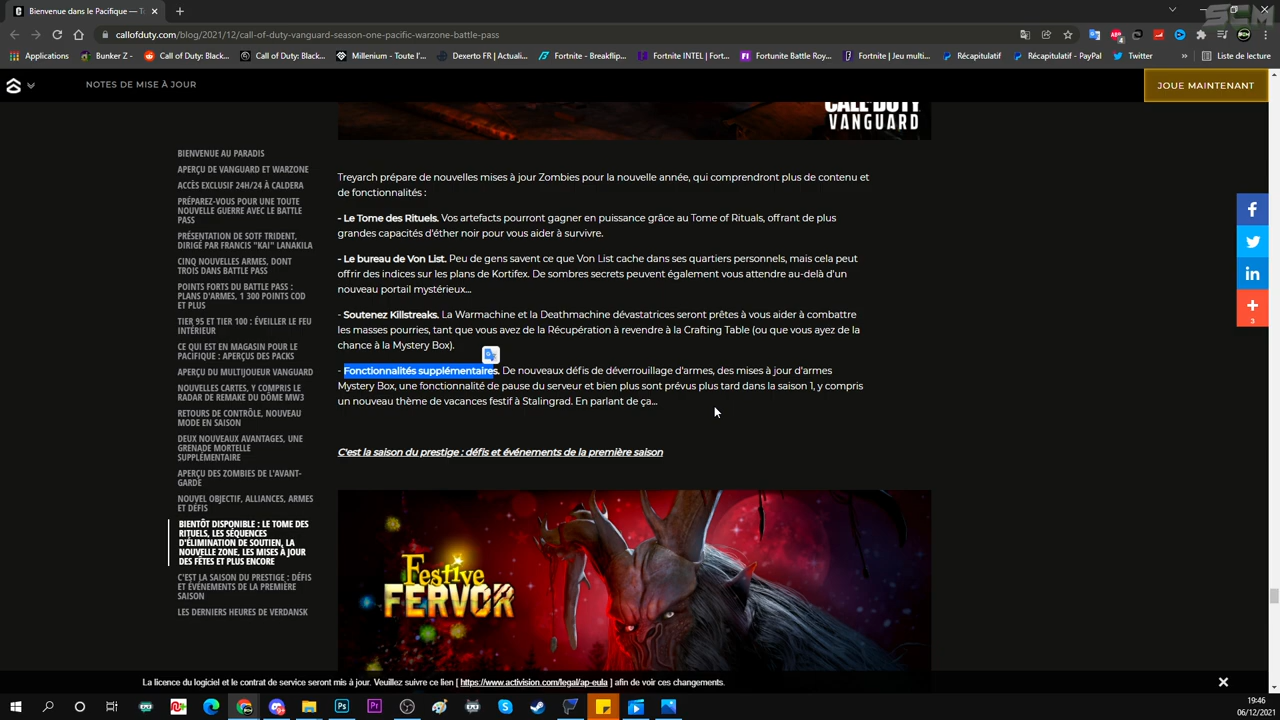 Bienvenue dans le Pacifique — To
SCM
callofduty.com/blog/2021/12/call-of-duty-vanguard-season-one-pacific-warzone-battle-pass
Applications
Bunker Z -
Call of Duty: Black...
Call of Duty: Black...
Millenium - Toute l'...
Dexerto FR | Actuali...
Fortnite - Breakflip...
Fortnite INTEL | Fort...
Fortunite Battle Roy...
Fortnite | Jeu multi...
Récapitulatif
Récapitulatif - PayPal
Twitter
»
Liste de lecture
NOTES DE MISE À JOUR
JOUE MAINTENANT
CALL OF DUTY
VANGUARD
BIENVENUE AU PARADIS
APERÇU DE VANGUARD ET WARZONE
ACCÈS EXCLUSIF 24H/24 À CALDERA
PRÉPAREZ-VOUS POUR UNE TOUTE
NOUVELLE GUERRE AVEC LE BATTLE
PASS
PRÉSENTATION DE SOTF TRIDENT,
DIRIGÉ PAR FRANCIS "KAI" LANAKILA
CINQ NOUVELLES ARMES, DONT
TROIS DANS BATTLE PASS
POINTS FORTS DU BATTLE PASS :
PLANS D'ARMES, 1 300 POINTS COD
ET PLUS
TIER 95 ET TIER 100 : ÉVEILLER LE FEU
INTÉRIEUR
CE QUI EST EN MAGASIN POUR LE
PACIFIQUE : APERÇUS DES PACKS
APERÇU DU MULTIJOUEUR VANGUARD
NOUVELLES CARTES, Y COMPRIS LE
RADAR DE REMAKE DU DÔME MW3
RETOURS DE CONTRÔLE, NOUVEAU
MODE EN SAISON
DEUX NOUVEAUX AVANTAGES, UNE
GRENADE MORTELLE
SUPPLÉMENTAIRE
APERÇU DES ZOMBIES DE L'AVANT-
GARDE
NOUVEL OBJECTIF, ALLIANCES, ARMES
ET DÉFIS
BIENTÔT DISPONIBLE : LE TOME DES
RITUELS, LES SÉQUENCES
D'ÉLIMINATION DE SOUTIEN, LA
NOUVELLE ZONE, LES MISES À JOUR
DES FÊTES ET PLUS ENCORE
C'EST LA SAISON DU PRESTIGE : DÉFIS
ET ÉVÉNEMENTS DE LA PREMIÈRE
SAISON
LES DERNIERS HEURES DE VERDANSK
Treyarch prépare de nouvelles mises à jour Zombies pour la nouvelle année, qui comprendront plus de contenu et
de fonctionnalités :
- Le Tome des Rituels. Vos artefacts pourront gagner en puissance grâce au Tome of Rituals, offrant de plus
grandes capacités d'éther noir pour vous aider à survivre.
- Le bureau de Von List. Peu de gens savent ce que Von List cache dans ses quartiers personnels, mais cela peut
offrir des indices sur les plans de Kortifex. De sombres secrets peuvent également vous attendre au-delà d'un
nouveau portail mystérieux...
- Soutenez Killstreaks. La Warmachine et la Deathmachine dévastatrices seront prêtes à vous aider à combattre
les masses pourries, tant que vous avez de la Récupération à revendre à la Crafting Table (ou que vous ayez de la
chance à la Mystery Box).
- Fonctionnalités supplémentaires. De nouveaux défis de déverrouillage d'armes, des mises à jour d'armes
Mystery Box, une fonctionnalité de pause du serveur et bien plus sont prévus plus tard dans la saison 1, y compris
un nouveau thème de vacances festif à Stalingrad. En parlant de ça...
C'est la saison du prestige : défis et événements de la première saison
Festive
FERVOR
3
La licence du logiciel et le contrat de service seront mis à jour. Veuillez suivre ce lien [ https://www.activision.com/legal/ap-eula ] afin de voir ces changements.
19:46
06/12/2021